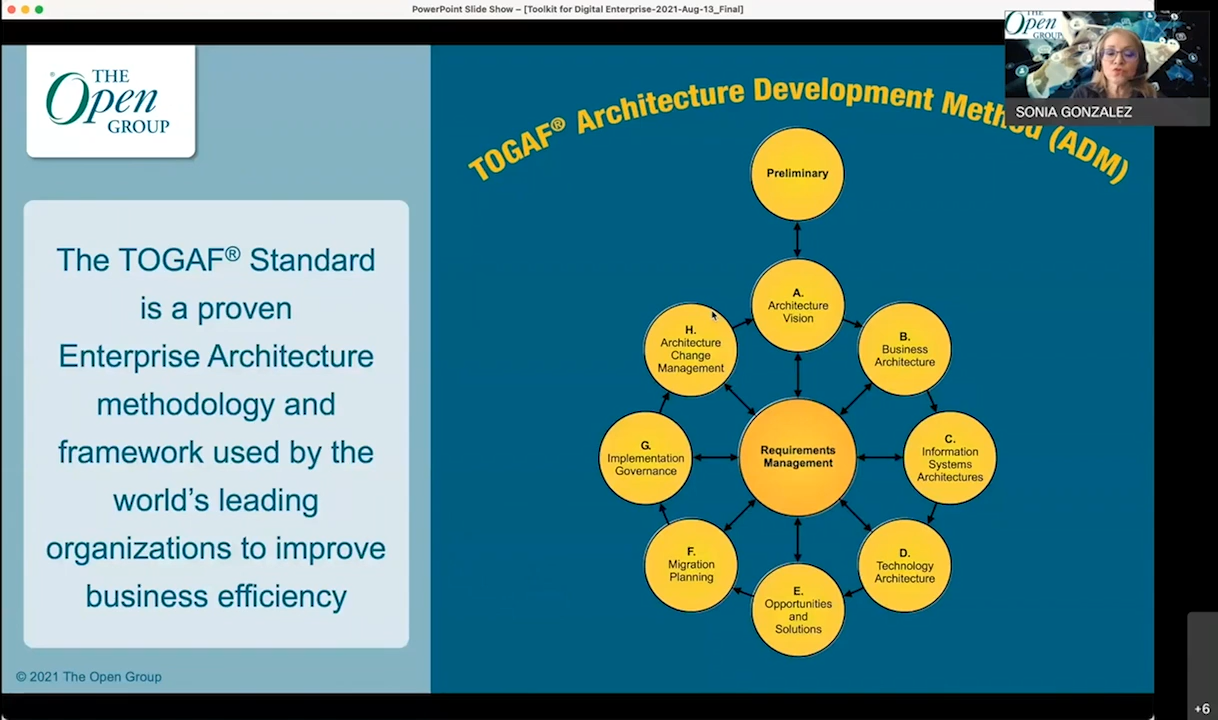 PowerPoint Slide Show – [Toolkit for Digital Enterprise-2021-Aug-13_Final]
THE
Open
GROUP
SONIA GONZALEZ
THE
®Open
GROUP
TOGAF® Architecture Development Method (ADM)
The TOGAF® Standard
is a proven
Enterprise Architecture
methodology and
framework used by the
world's leading
organizations to improve
business efficiency
Preliminary
A.
Architecture
Vision
B.
Business
Architecture
C.
Information
Systems
Architectures
D.
Technology
Architecture
E.
Opportunities
and
Solutions
F.
Migration
Planning
G.
Implementation
Governance
H.
Architecture
Change
Management
Requirements
Management
© 2021 The Open Group
+6